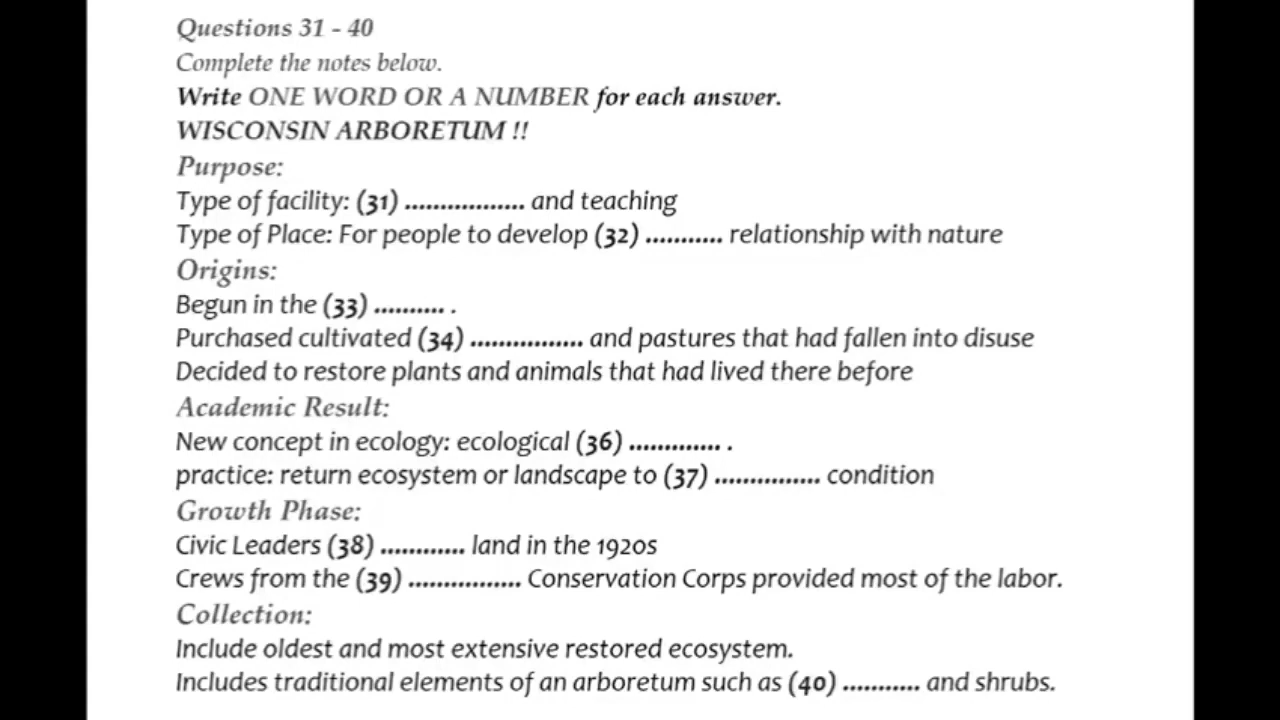 Questions 31 - 40
Complete the notes below.
Write ONE WORD OR A NUMBER for each answer.
WISCONSIN ARBORETUM !!
Purpose:
Type of facility: (31) ................. and teaching
Type of Place: For people to develop (32) ........... relationship with nature
Origins:
Begun in the (33) .......... .
Purchased cultivated (34) ................ and pastures that had fallen into disuse
Decided to restore plants and animals that had lived there before
Academic Result:
New concept in ecology: ecological (36) ............. .
practice: return ecosystem or landscape to (37) ............... condition
Growth Phase:
Civic Leaders (38) ............ land in the 1920s
Crews from the (39) ................ Conservation Corps provided most of the labor.
Collection:
Include oldest and most extensive restored ecosystem.
Includes traditional elements of an arboretum such as (40) ........... and shrubs.